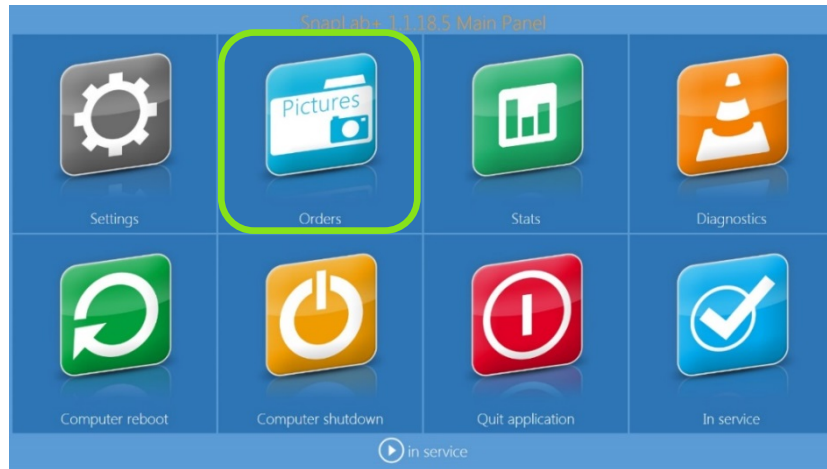 SnapLab+ 1.1.18.5 Main Panel
Pictures
Settings
Orders
Stats
Diagnostics
Computer reboot
Computer shutdown
Quit application
In service
in service